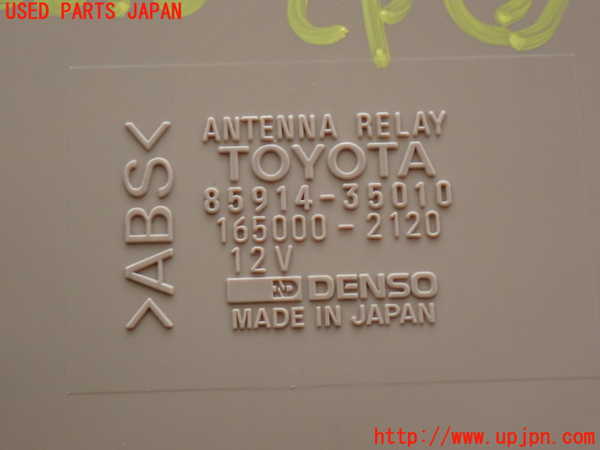 USED PARTS JAPAN
>ABS<
ANTENNA RELAY
TOYOTA
85914-35010
165000-2120
12V
ND DENSO
MADE IN JAPAN
http://www.upjpn.com/